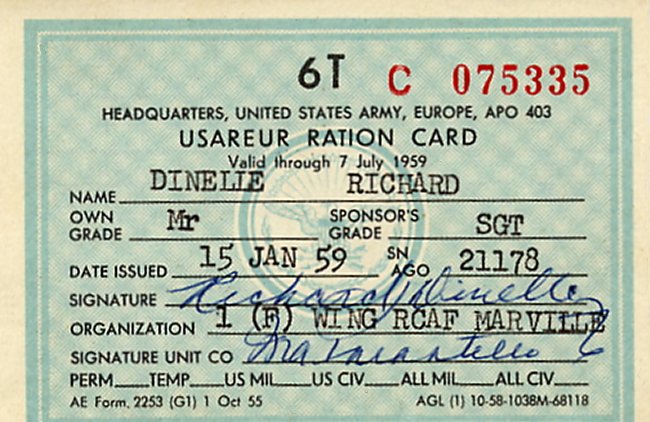 6T C 075335
HEADQUARTERS, UNITED STATES ARMY, EUROPE, APO 403
USAREUR RATION CARD
Valid through 7 July 1959
NAME DINELLE RICHARD
OWN GRADE Mr SPONSOR'S GRADE SGT
DATE ISSUED 15 JAN 59 SN AGO 21178
SIGNATURE Richard Dinelle
ORGANIZATION 1 (F) WING RCAF MARVILLE
SIGNATURE UNIT CO
PERM TEMP US MIL US CIV ALL MIL ALL CIV
AE Form, 2253 (G1) 1 Oct 55 AGL (1) 10-58-1038M-68118